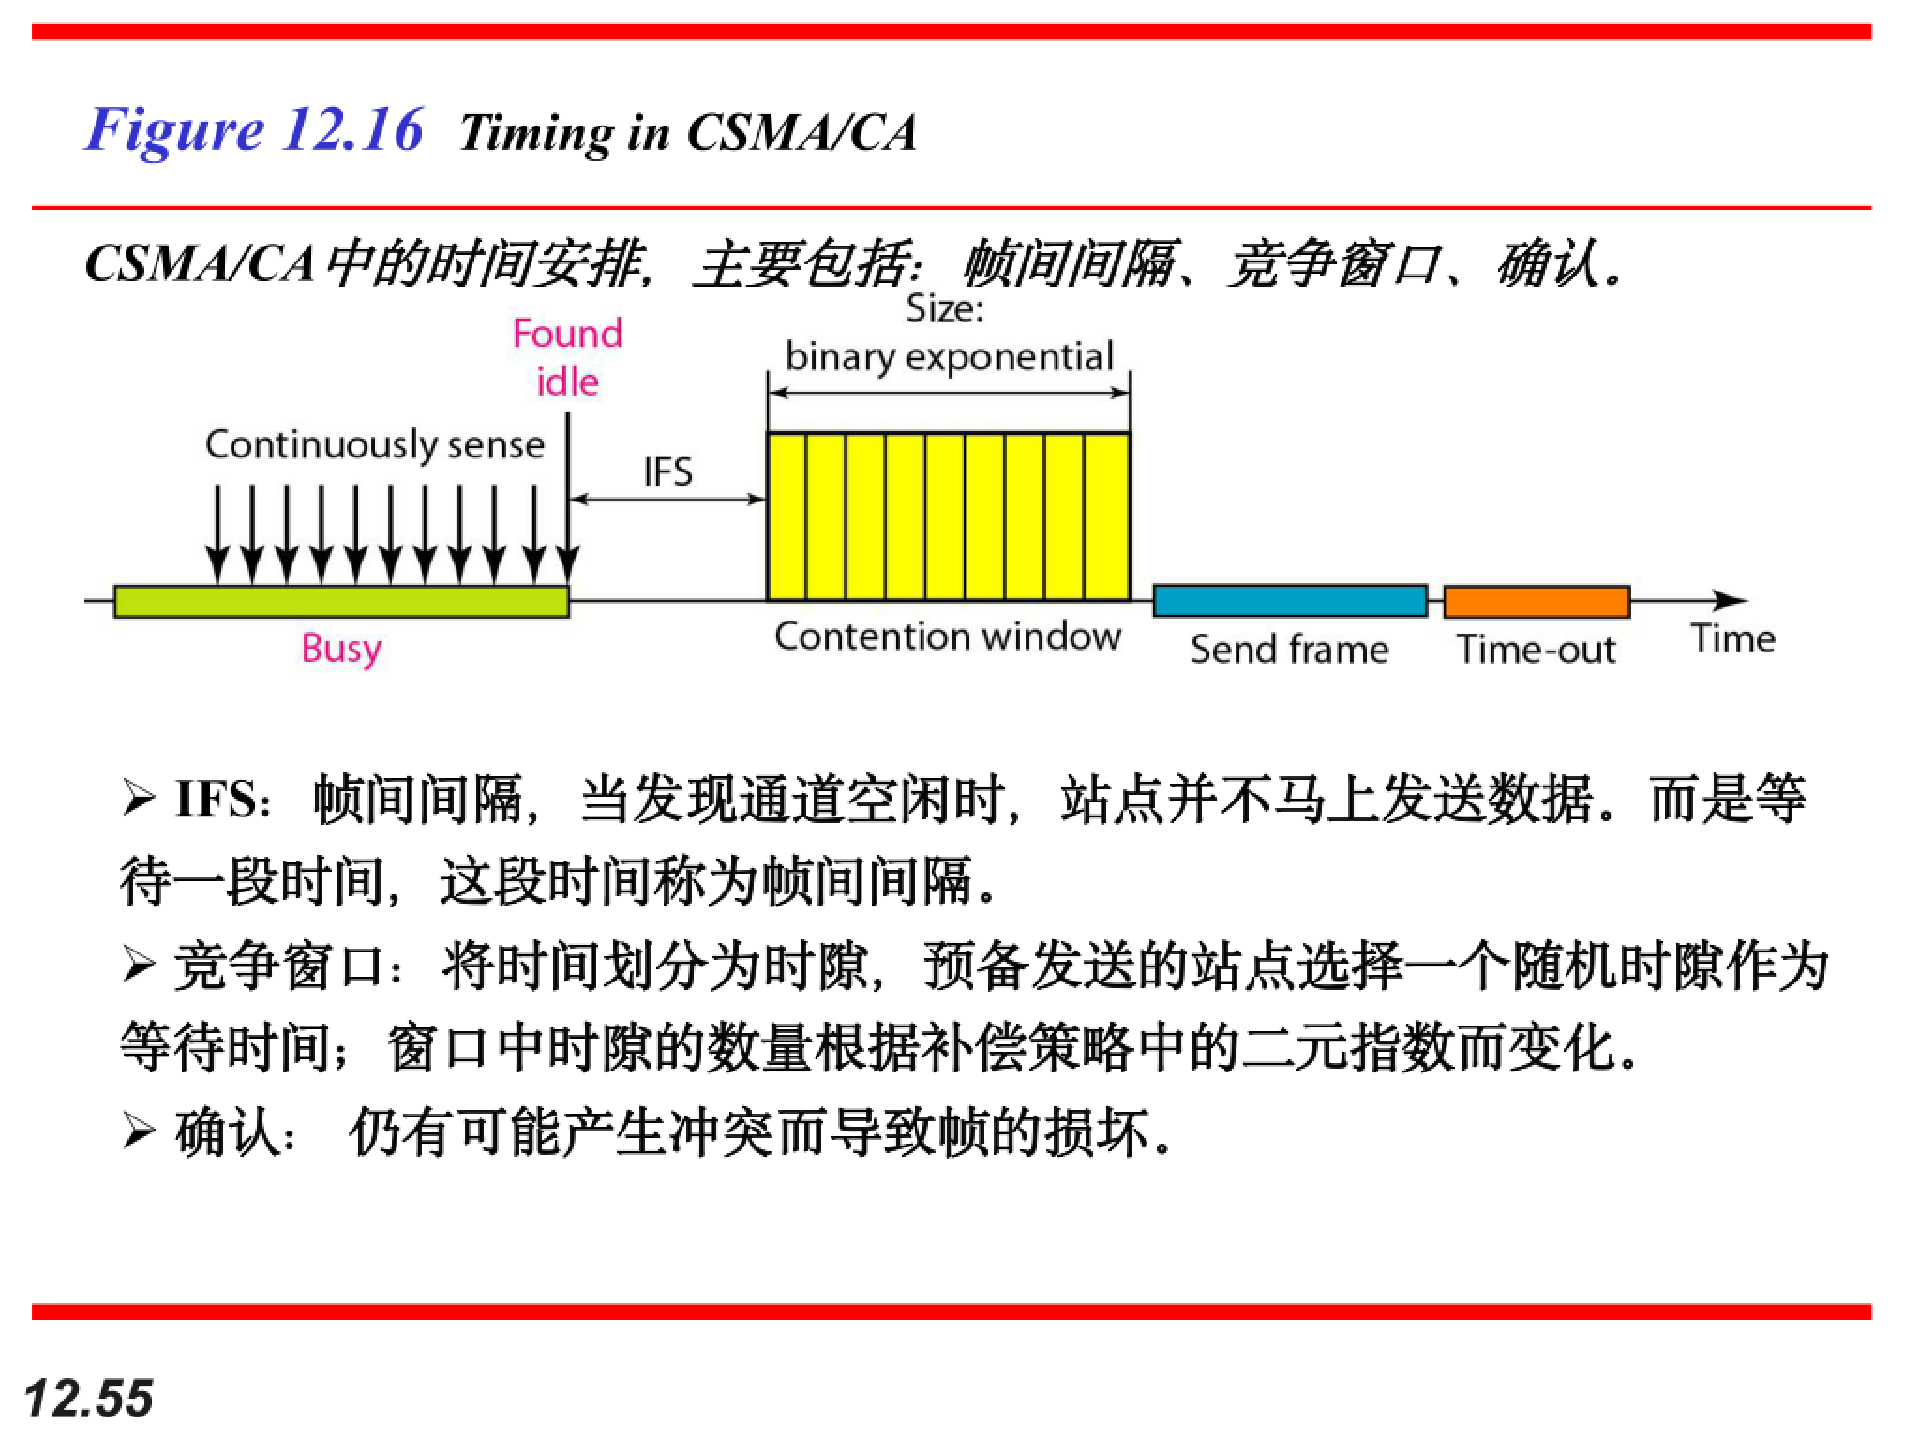 Figure 12.16 Timing in CSMA/CA
CSMA/CA中的时间安排，主要包括：帧间间隔、竞争窗口、确认。
Size:
binary exponential
Found
idle
Continuously sense
IFS
Busy
Contention window
Send frame
Time-out
Time
➢ IFS：帧间间隔，当发现通道空闲时，站点并不马上发送数据。而是等
待一段时间，这段时间称为帧间间隔。
➢ 竞争窗口：将时间划分为时隙，预备发送的站点选择一个随机时隙作为
等待时间；窗口中时隙的数量根据补偿策略中的二元指数而变化。
➢ 确认： 仍有可能产生冲突而导致帧的损坏。
12.55